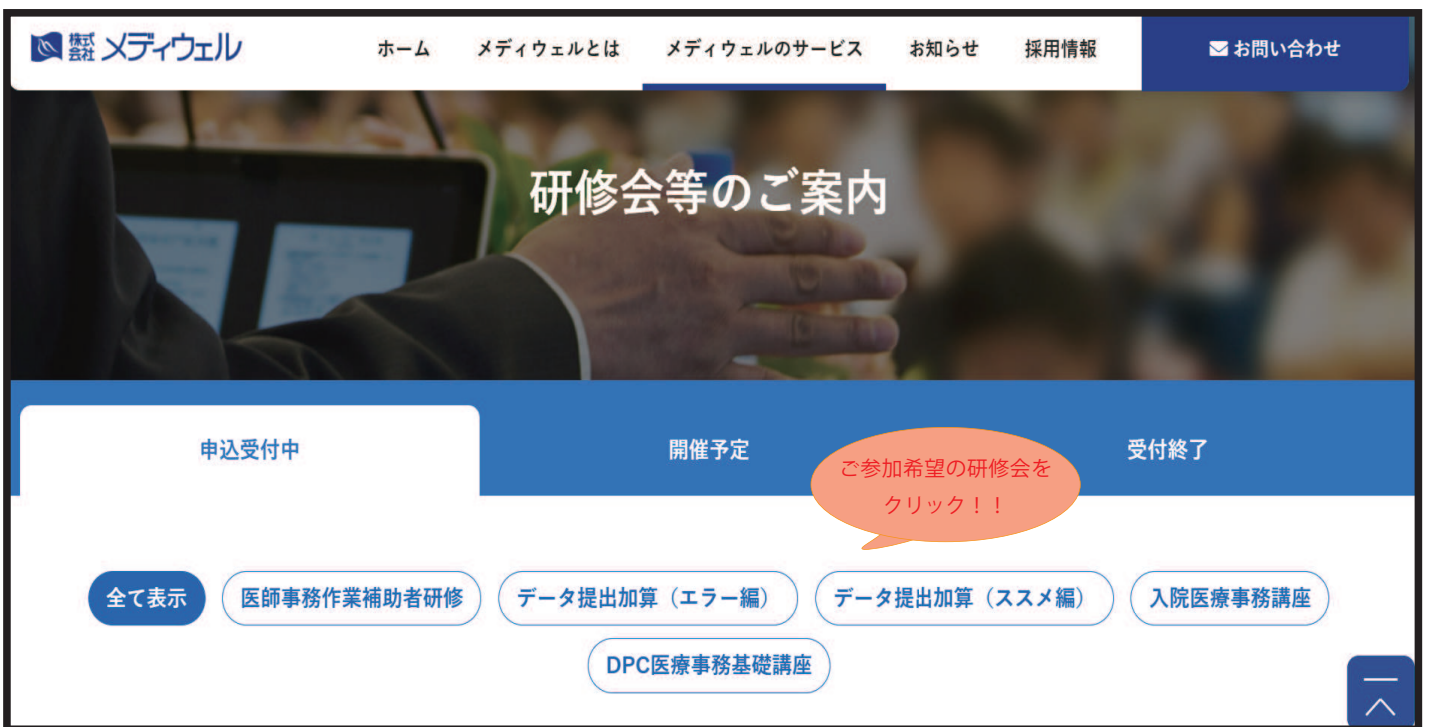 株式会社 メディウェル
ホーム メディウェルとは メディウェルのサービス お知らせ 採用情報 お問い合わせ
研修会等のご案内
申込受付中 開催予定 受付終了
ご参加希望の研修会を
クリック！！
全て表示 医師事務作業補助者研修 データ提出加算（エラー編） データ提出加算（ススメ編） 入院医療事務講座
DPC医療事務基礎講座